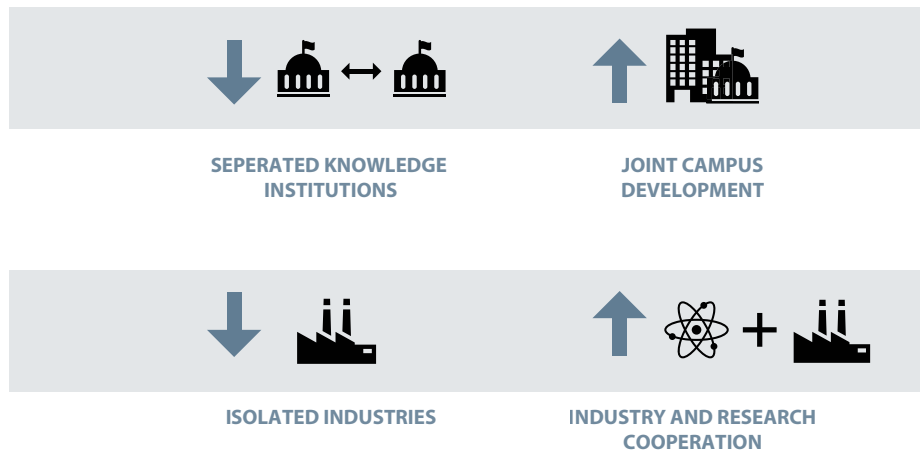 SEPERATED KNOWLEDGE
INSTITUTIONS
JOINT CAMPUS
DEVELOPMENT
ISOLATED INDUSTRIES
INDUSTRY AND RESEARCH
COOPERATION